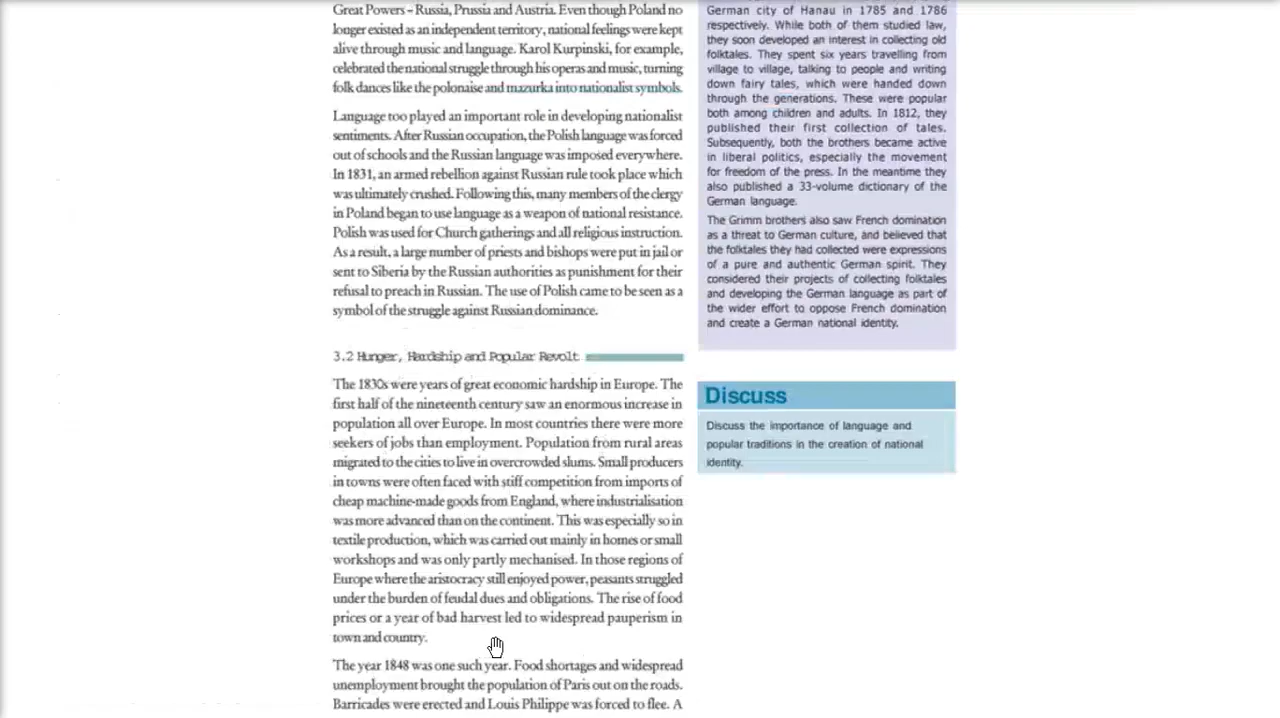 Great Powers – Russia, Prussia and Austria. Even though Poland no
longer existed as an independent territory, national feelings were kept
alive through music and language. Karol Kurpinski, for example,
celebrated the national struggle through his operas and music, turning
folk dances like the polonaise and mazurka into nationalist symbols.
Language too played an important role in developing nationalist
sentiments. After Russian occupation, the Polish language was forced
out of schools and the Russian language was imposed everywhere.
In 1831, an armed rebellion against Russian rule took place which
was ultimately crushed. Following this, many members of the clergy
in Poland began to use language as a weapon of national resistance.
Polish was used for Church gatherings and all religious instruction.
As a result, a large number of priests and bishops were put in jail or
sent to Siberia by the Russian authorities as punishment for their
refusal to preach in Russian. The use of Polish came to be seen as a
symbol of the struggle against Russian dominance.
3.2 Hunger, Hardship and Popular Revolt
The 1830s were years of great economic hardship in Europe. The
first half of the nineteenth century saw an enormous increase in
population all over Europe. In most countries there were more
seekers of jobs than employment. Population from rural areas
migrated to the cities to live in overcrowded slums. Small producers
in towns were often faced with stiff competition from imports of
cheap machine-made goods from England, where industrialisation
was more advanced than on the continent. This was especially so in
textile production, which was carried out mainly in homes or small
workshops and was only partly mechanised. In those regions of
Europe where the aristocracy still enjoyed power, peasants struggled
under the burden of feudal dues and obligations. The rise of food
prices or a year of bad harvest led to widespread pauperism in
town and country.
The year 1848 was one such year. Food shortages and widespread
unemployment brought the population of Paris out on the roads.
Barricades were erected and Louis Philippe was forced to flee. A
German city of Hanau in 1785 and 1786
respectively. While both of them studied law,
they soon developed an interest in collecting old
folktales. They spent six years travelling from
village to village, talking to people and writing
down fairy tales, which were handed down
through the generations. These were popular
both among children and adults. In 1812, they
published their first collection of tales.
Subsequently, both the brothers became active
in liberal politics, especially the movement
for freedom of the press. In the meantime they
also published a 33-volume dictionary of the
German language.
The Grimm brothers also saw French domination
as a threat to German culture, and believed that
the folktales they had collected were expressions
of a pure and authentic German spirit. They
considered their projects of collecting folktales
and developing the German language as part of
the wider effort to oppose French domination
and create a German national identity.
Discuss
Discuss the importance of language and
popular traditions in the creation of national
identity.